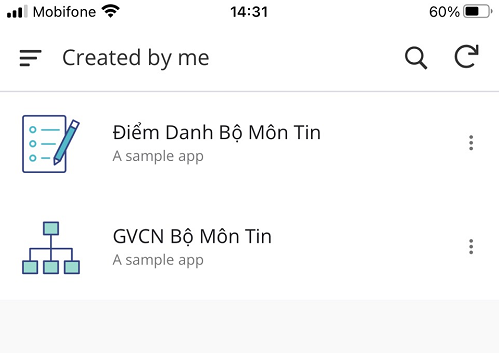 Mobifone 14:31 60%
Created by me
Điểm Danh Bộ Môn Tin
A sample app
GVCN Bộ Môn Tin
A sample app